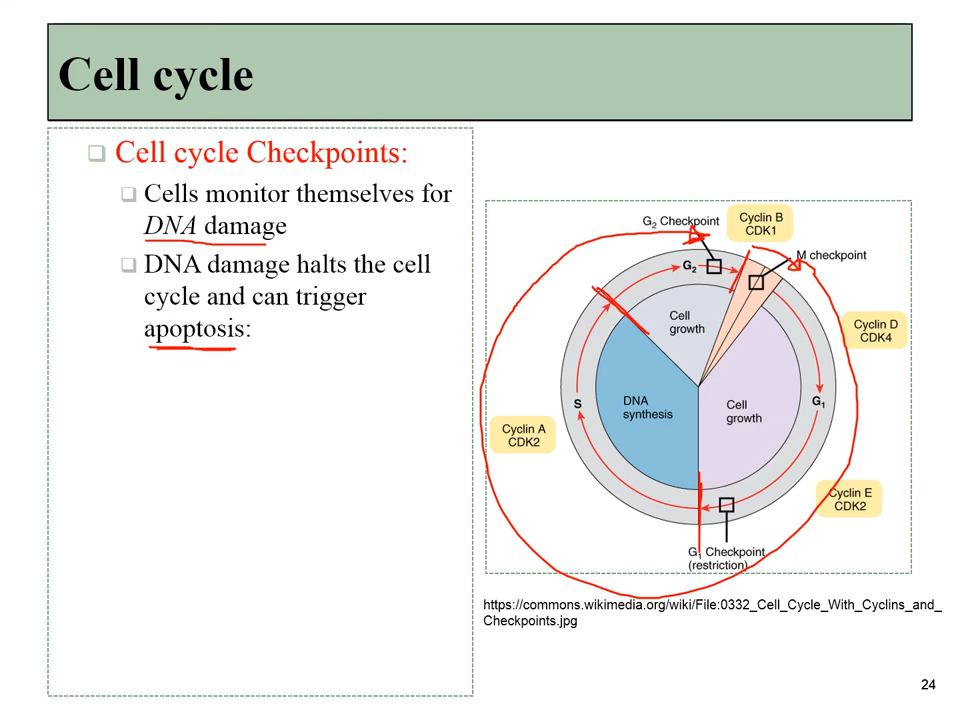 Cell cycle
Cell cycle Checkpoints:
Cells monitor themselves for
DNA damage
DNA damage halts the cell
cycle and can trigger
apoptosis:
G₂ Checkpoint
Cyclin B
CDK1
M checkpoint
G₂
Cell
growth
Cyclin D
CDK4
S
DNA
synthesis
Cell
growth
G₁
Cyclin A
CDK2
Cyclin E
CDK2
G₁ Checkpoint
(restriction)
https://commons.wikimedia.org/wiki/File:0332_Cell_Cycle_With_Cyclins_and_
Checkpoints.jpg
24